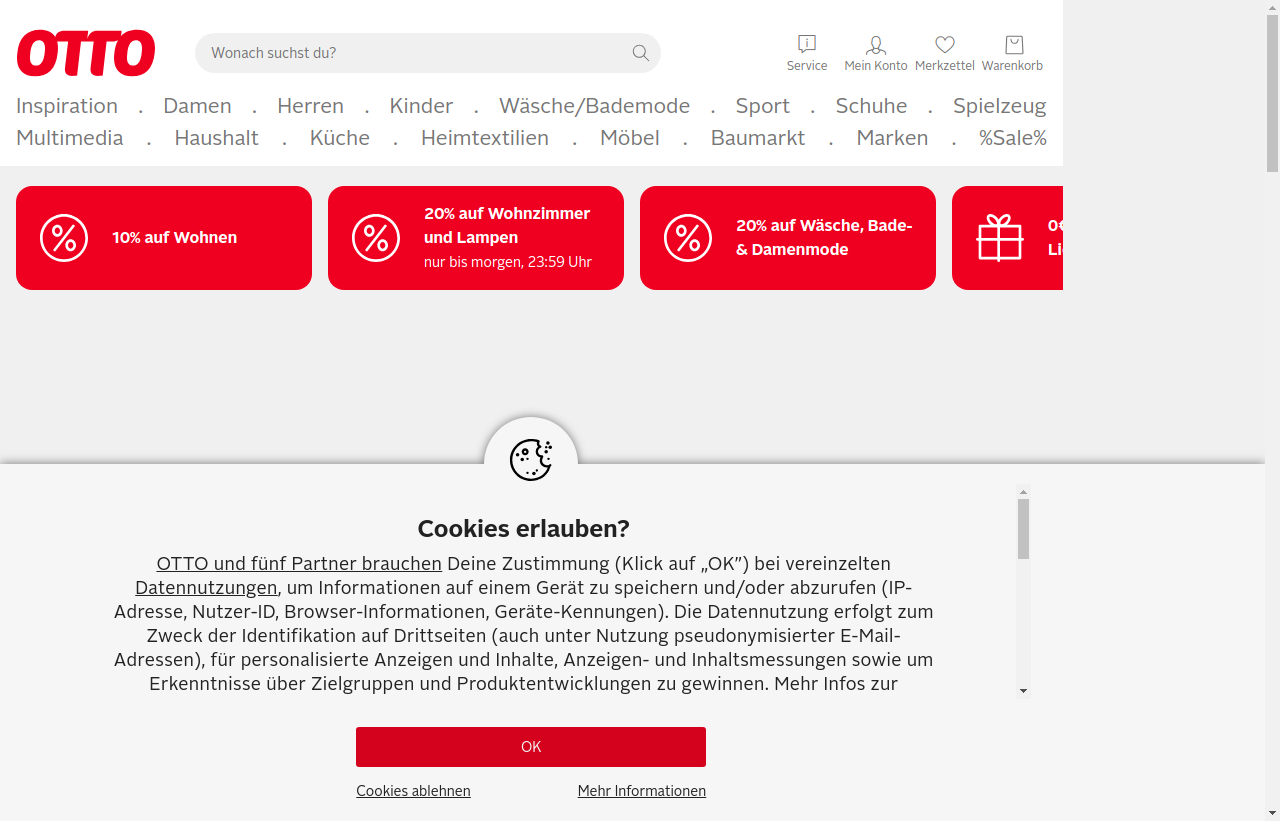 OTTO
Wonach suchst du?
Service
Mein Konto
Merkzettel
Warenkorb
Inspiration . Damen . Herren . Kinder . Wäsche/Bademode . Sport . Schuhe . Spielzeug
Multimedia . Haushalt . Küche . Heimtextilien . Möbel . Baumarkt . Marken . %Sale%
10% auf Wohnen
20% auf Wohnzimmer
und Lampen
nur bis morgen, 23:59 Uhr
20% auf Wäsche, Bade-
& Damenmode
Cookies erlauben?
OTTO und fünf Partner brauchen Deine Zustimmung (Klick auf „OK”) bei vereinzelten
Datennutzungen, um Informationen auf einem Gerät zu speichern und/oder abzurufen (IP-
Adresse, Nutzer-ID, Browser-Informationen, Geräte-Kennungen). Die Datennutzung erfolgt zum
Zweck der Identifikation auf Drittseiten (auch unter Nutzung pseudonymisierter E-Mail-
Adressen), für personalisierte Anzeigen und Inhalte, Anzeigen- und Inhaltsmessungen sowie um
Erkenntnisse über Zielgruppen und Produktentwicklungen zu gewinnen. Mehr Infos zur
OK
Cookies ablehnen
Mehr Informationen